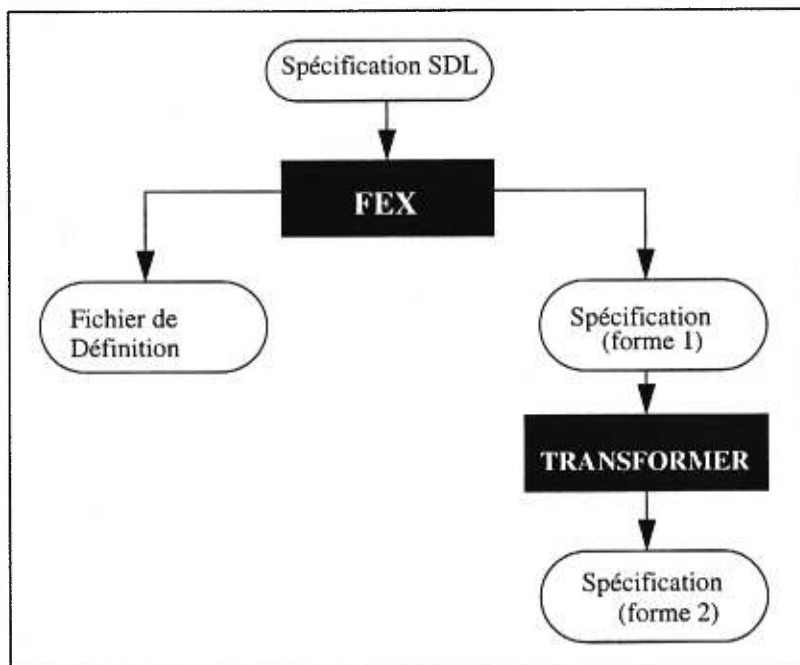 Spécification SDL
FEX
Fichier de
Définition
Spécification
(forme 1)
TRANSFORMER
Spécification
(forme 2)